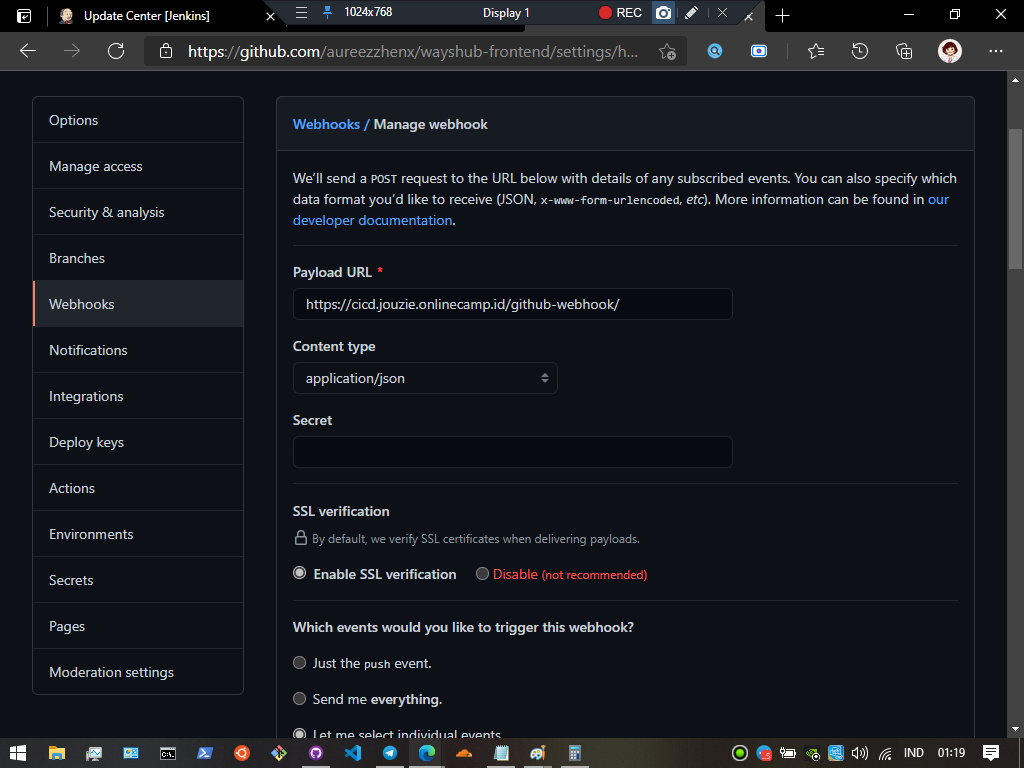 Update Center [Jenkins]
1024x768
Display 1
REC
https://github.com/aureezzhenx/wayshub-frontend/settings/h...
Options
Manage access
Security & analysis
Branches
Webhooks
Notifications
Integrations
Deploy keys
Actions
Environments
Secrets
Pages
Moderation settings
Webhooks / Manage webhook
We'll send a POST request to the URL below with details of any subscribed events. You can also specify which
data format you'd like to receive (JSON, x-www-form-urlencoded, etc). More information can be found in our
developer documentation.
Payload URL *
https://cicd.jouzie.onlinecamp.id/github-webhook/
Content type
application/json
Secret
SSL verification
By default, we verify SSL certificates when delivering payloads.
Enable SSL verification
Disable (not recommended)
Which events would you like to trigger this webhook?
Just the push event.
Send me everything.
Let me select individual events
IND
01:19